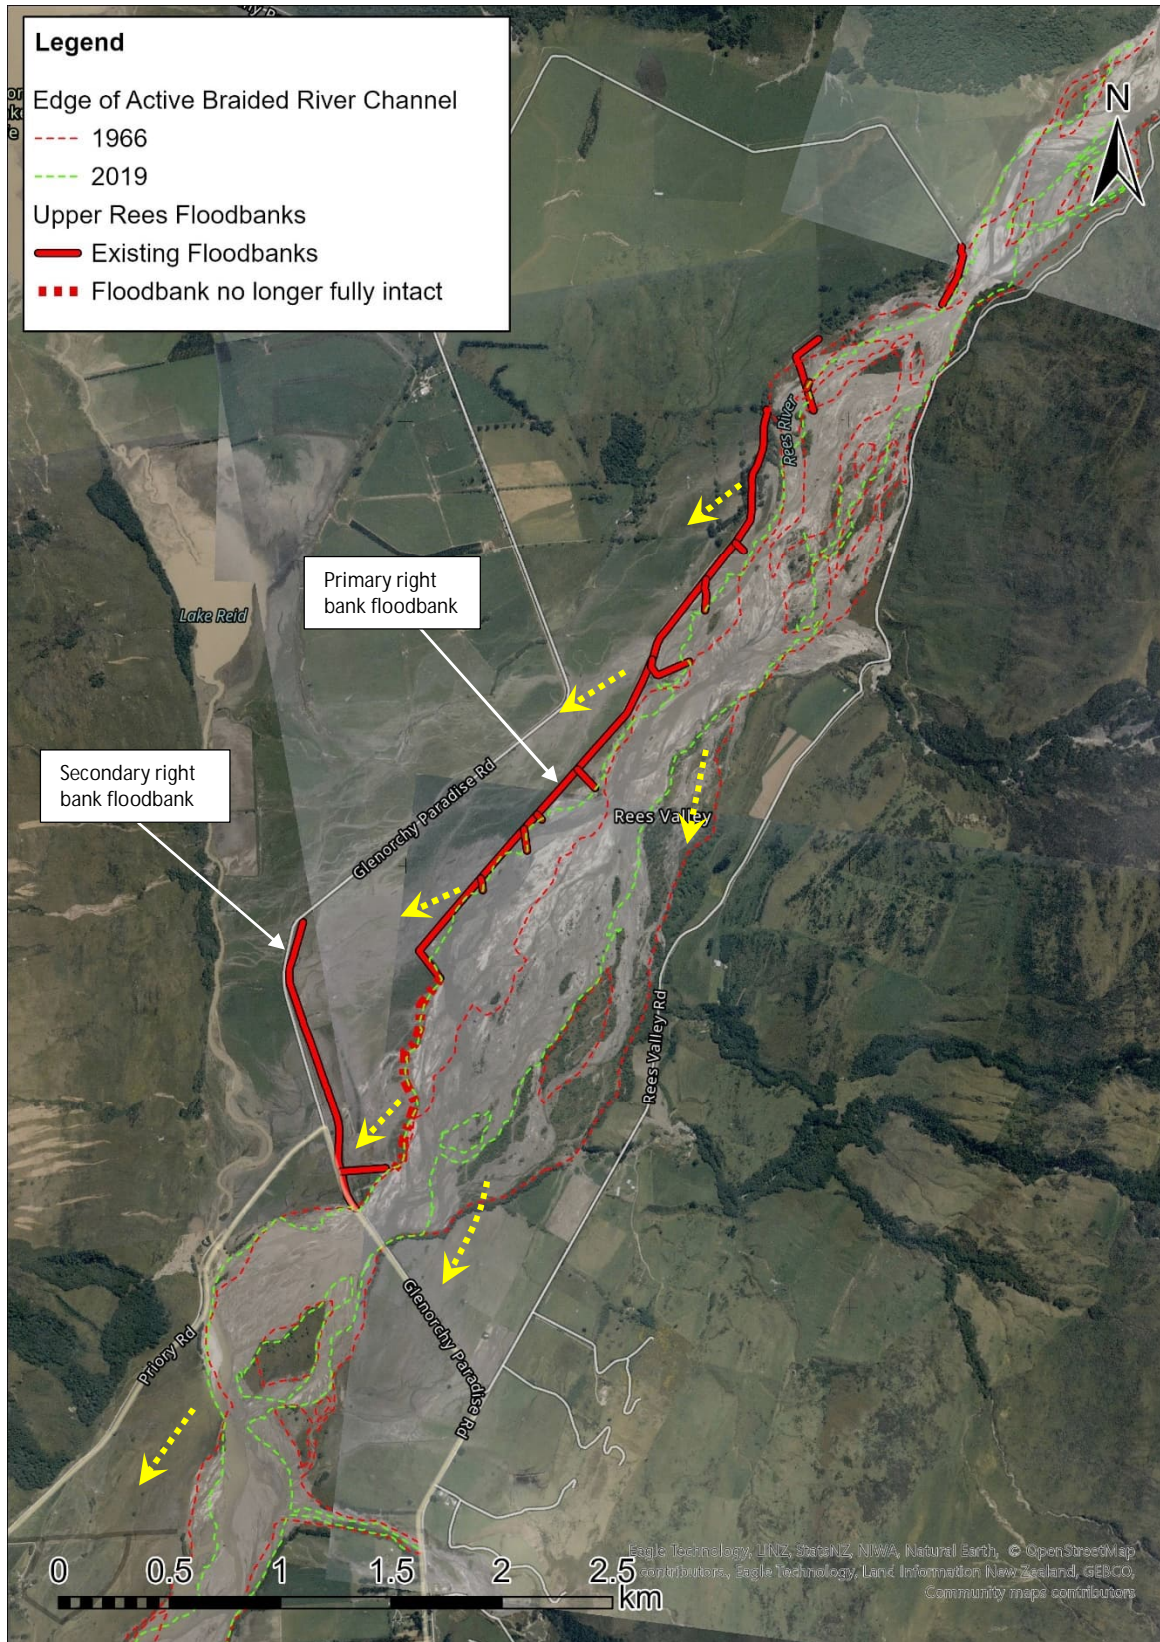 Legend
Edge of Active Braided River Channel
1966
2019
Upper Rees Floodbanks
Existing Floodbanks
Floodbank no longer fully intact
N
Rees River
Primary right
bank floodbank
Lake Reid
Secondary right
bank floodbank
Glenorchy Paradise Rd
Rees Valley
Rees Valley Rd
Glenorchy Paradise Rd
Priory Rd
0 0.5 1 1.5 2 2.5
km
Eagle Technology, LINZ, StatsNZ, NIWA, Natural Earth, © OpenStreetMap
contributors., Eagle Technology, Land Information New Zealand, GEBCO,
Community maps contributors